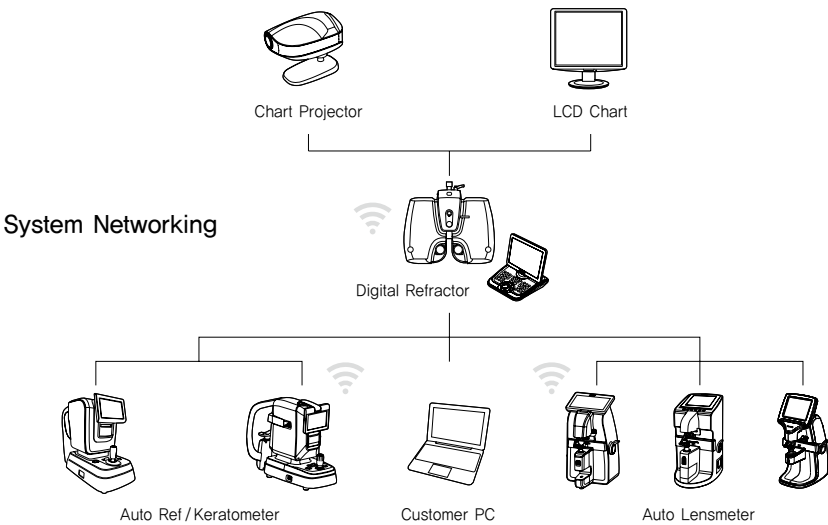 Chart Projector
LCD Chart
System Networking
Digital Refractor
Auto Ref/Keratometer
Customer PC
Auto Lensmeter